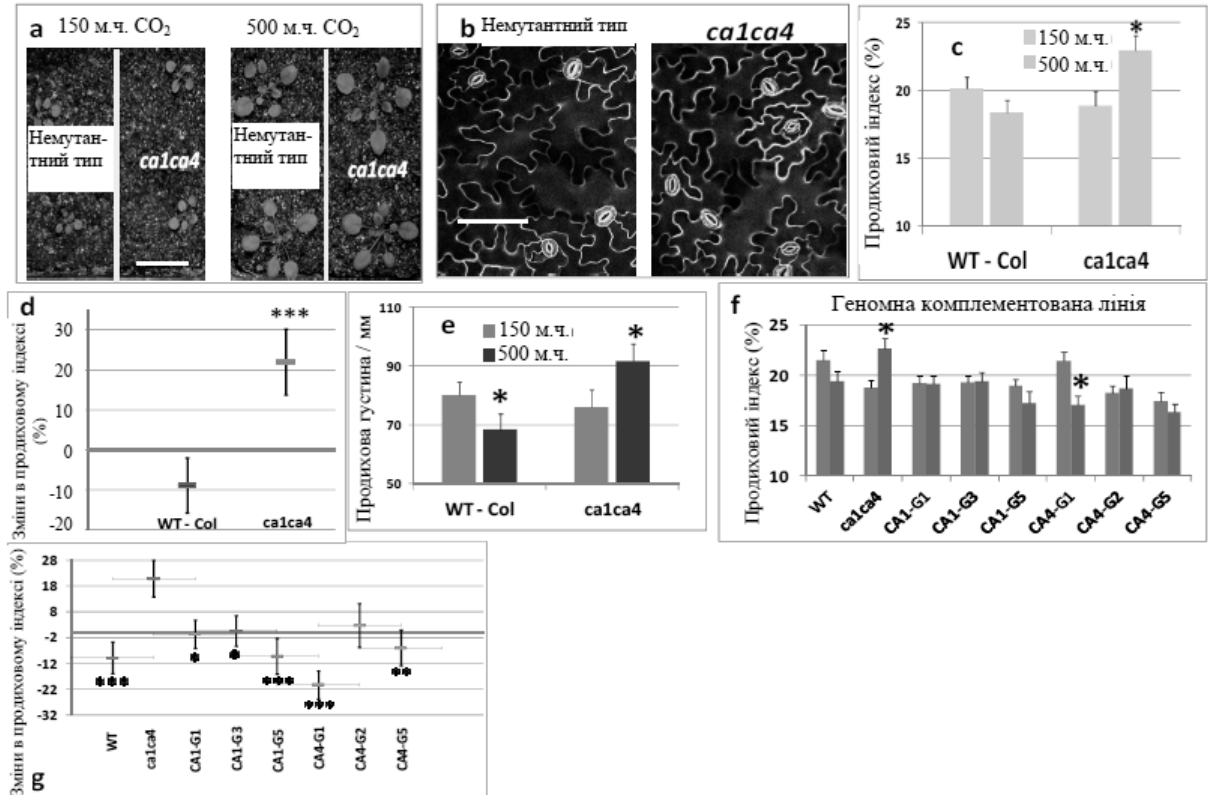 a
150 м.ч. CO₂
500 м.ч. CO₂
Немутан-
тний тип
ca1ca4
Немутан-
тний тип
ca1ca4
b
Немутантний тип
ca1ca4
c
Продиховий індекс (%)
25
20
15
10
150 м.ч.
500 м.ч.
*
WT - Col
ca1ca4
d
Зміни в продиховому індексі
(%)
30
20
10
0
-10
-20
***
WT - Col
ca1ca4
e
Продихова густина / мм
110
90
70
50
150 м.ч.
500 м.ч.
*
*
WT - Col
ca1ca4
f
Геномна комплементована лінія
Продиховий індекс (%)
25
20
15
10
*
*
WT
ca1ca4
CA1-G1
CA1-G3
CA1-G5
CA4-G1
CA4-G2
CA4-G5
g
Зміни в продиховому індексі (%)
28
18
8
-2
-12
-22
-32
***
*
*
***
***
**
WT
ca1ca4
CA1-G1
CA1-G3
CA1-G5
CA4-G1
CA4-G2
CA4-G5